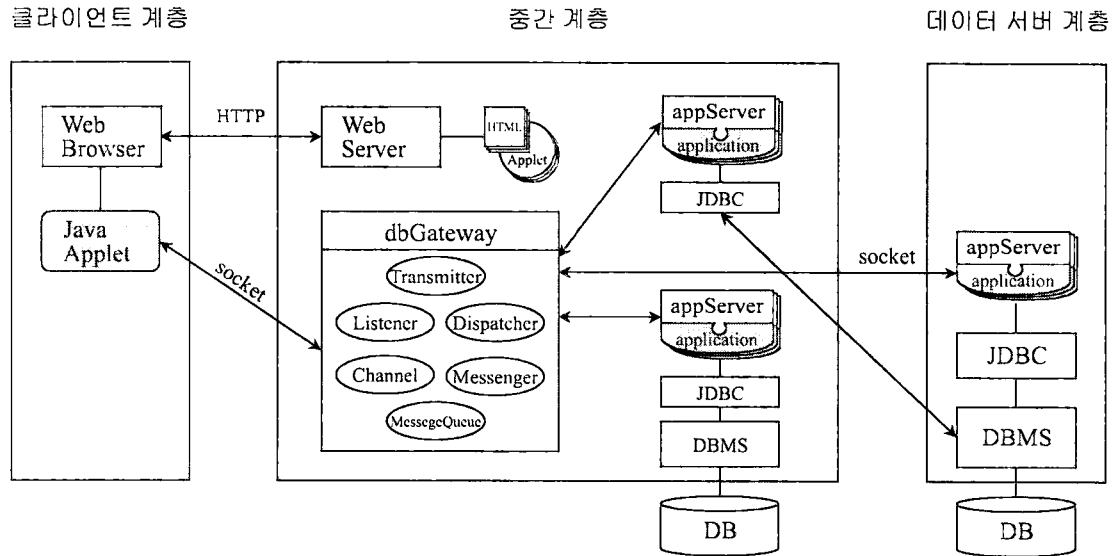 클라이언트 계층
중간 계층
데이터 서버 계층
Web
Browser
HTTP
Web
Server
HTML
Applet
appServer
application
JDBC
Java
Applet
socket
dbGateway
Transmitter
Listener
Dispatcher
Channel
Messenger
MessegeQueue
appServer
application
JDBC
DBMS
DB
socket
appServer
application
JDBC
DBMS
DB